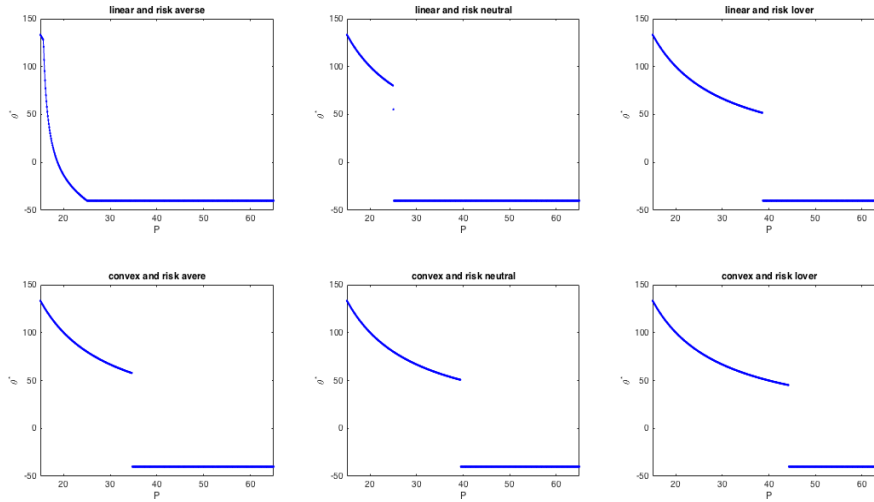 linear and risk averse
150
100
50
0
-50
20 30 40 50 60
θ*
P
linear and risk neutral
150
100
50
0
-50
20 30 40 50 60
θ*
P
linear and risk lover
150
100
50
0
-50
20 30 40 50 60
θ*
P
convex and risk avere
150
100
50
0
-50
20 30 40 50 60
θ*
P
convex and risk neutral
150
100
50
0
-50
20 30 40 50 60
θ*
P
convex and risk lover
150
100
50
0
-50
20 30 40 50 60
θ*
P